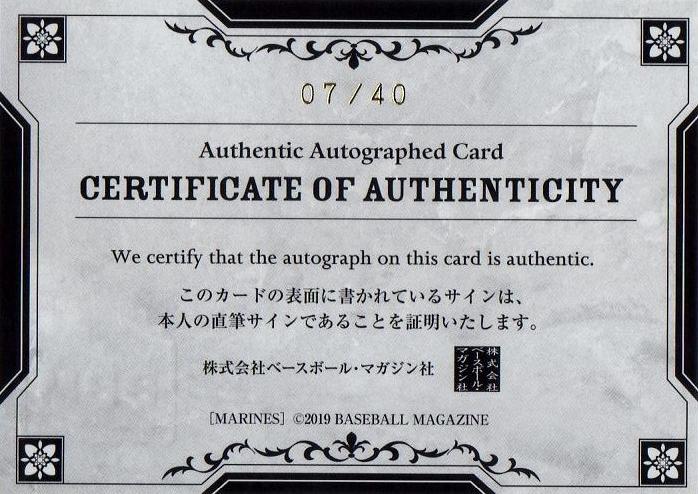 07/40
Authentic Autographed Card
CERTIFICATE OF AUTHENTICITY
We certify that the autograph on this card is authentic.
このカードの表面に書かれているサインは、
本人の直筆サインであることを証明いたします。
株式会社ベースボール・マガジン社
株式会社
ベースボール・
マガジン社
[MARINES] ©2019 BASEBALL MAGAZINE